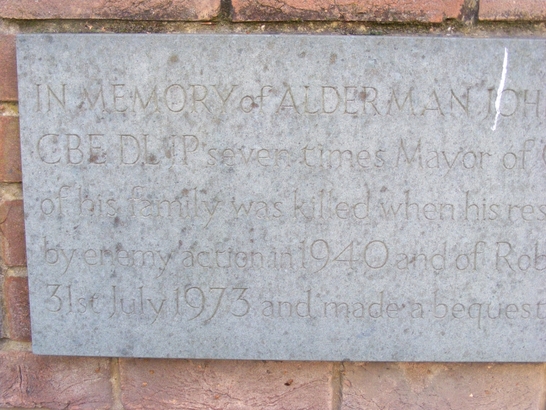 IN MEMORY of ALDERMAN JOH
CBE DL JP seven times Mayor of
of his family was killed when his res
by enemy action in 1940 and of Rob
31st July 1973 and made a bequest